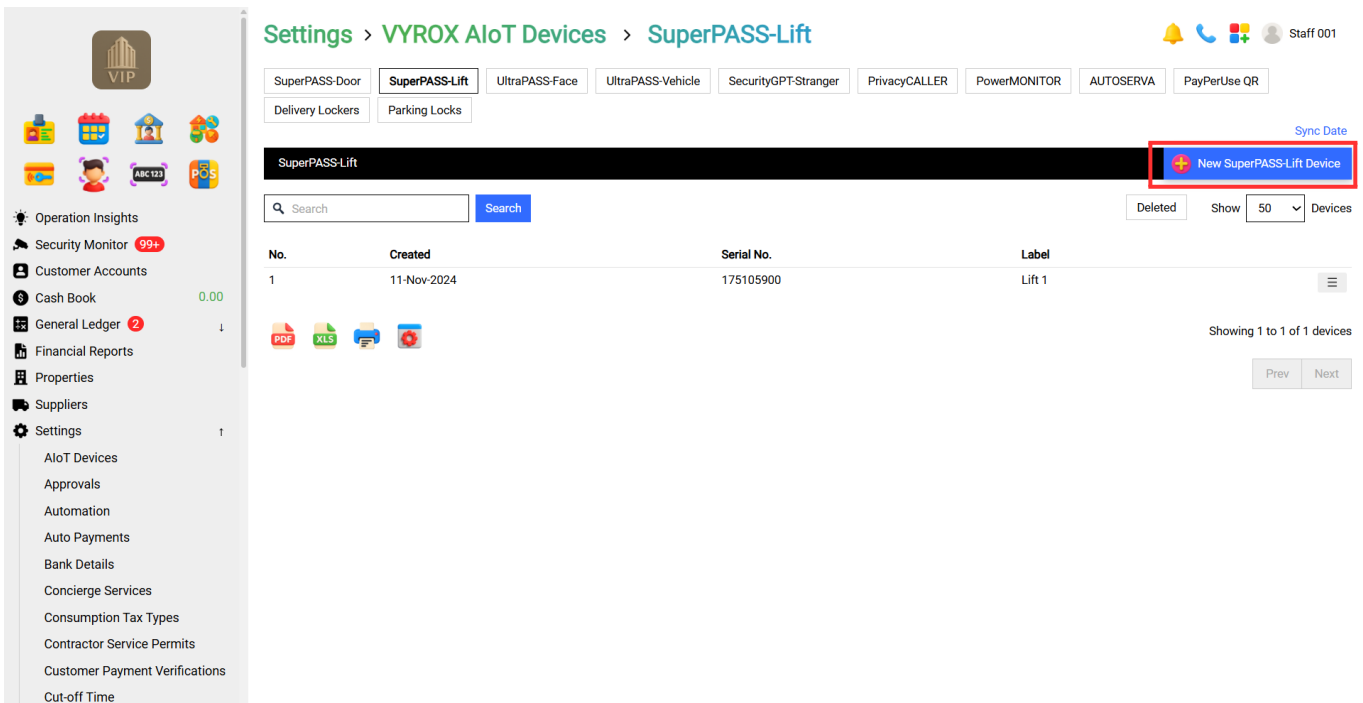 VIP
ABC 123
POS
Operation Insights
Security Monitor 99+
Customer Accounts
Cash Book 0.00
General Ledger 2 ↓
Financial Reports
Properties
Suppliers
Settings ↑
AIoT Devices
Approvals
Automation
Auto Payments
Bank Details
Concierge Services
Consumption Tax Types
Contractor Service Permits
Customer Payment Verifications
Cut-off Time
Settings > VYROX AIoT Devices > SuperPASS-Lift
Staff 001
SuperPASS-Door SuperPASS-Lift UltraPASS-Face UltraPASS-Vehicle SecurityGPT-Stranger PrivacyCALLER PowerMONITOR AUTOSERVA PayPerUse QR
Delivery Lockers Parking Locks
Sync Date
SuperPASS-Lift New SuperPASS-Lift Device
Search Search Deleted Show 50 Devices
No. Created Serial No. Label
1 11-Nov-2024 175105900 Lift 1
PDF XLS Showing 1 to 1 of 1 devices
Prev Next